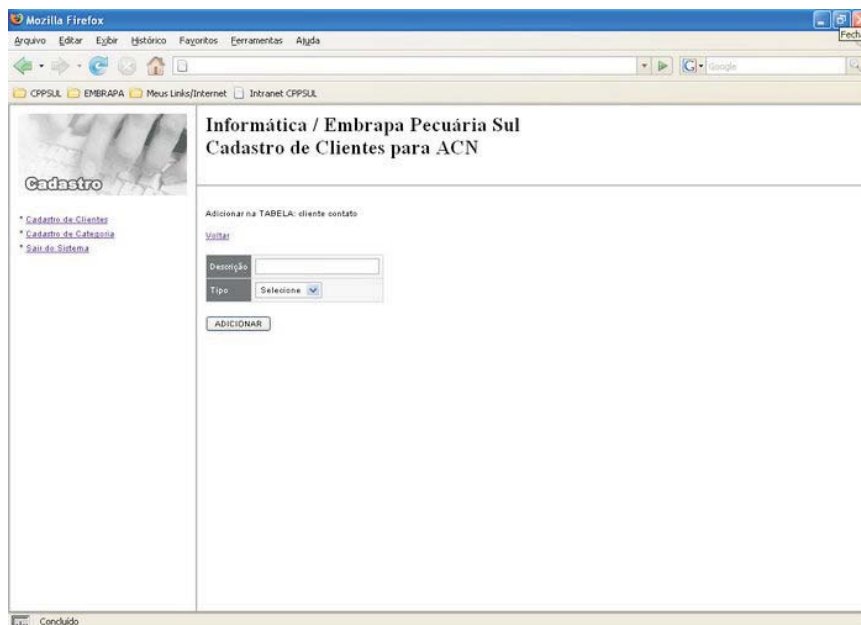 Mozilla Firefox
Arquivo Editar Exibir Histórico Favoritos Ferramentas Ajuda
Fecha
Google
CPPSUL EMBRAPA Meus Links/Internet Intranet CPPSUL
Cadastro
* Cadastro de Clientes
* Cadastro de Categoria
* Sair do Sistema
Informática / Embrapa Pecuária Sul
Cadastro de Clientes para ACN
Adicionar na TABELA: cliente contato
Voltar
Descrição
Tipo Selecione
ADICIONAR
Concluído